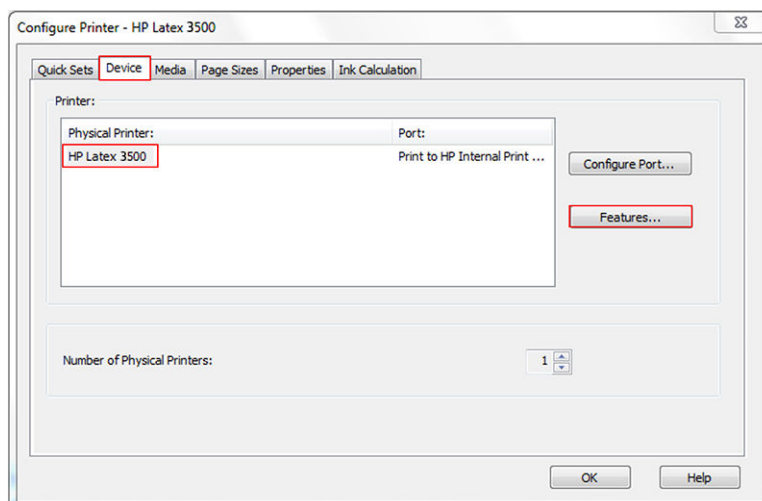 Configure Printer - HP Latex 3500
Quick Sets Device Media Page Sizes Properties Ink Calculation
Printer:
Physical Printer: Port:
HP Latex 3500 Print to HP Internal Print ...
Configure Port...
Features...
Number of Physical Printers: 1
OK Help